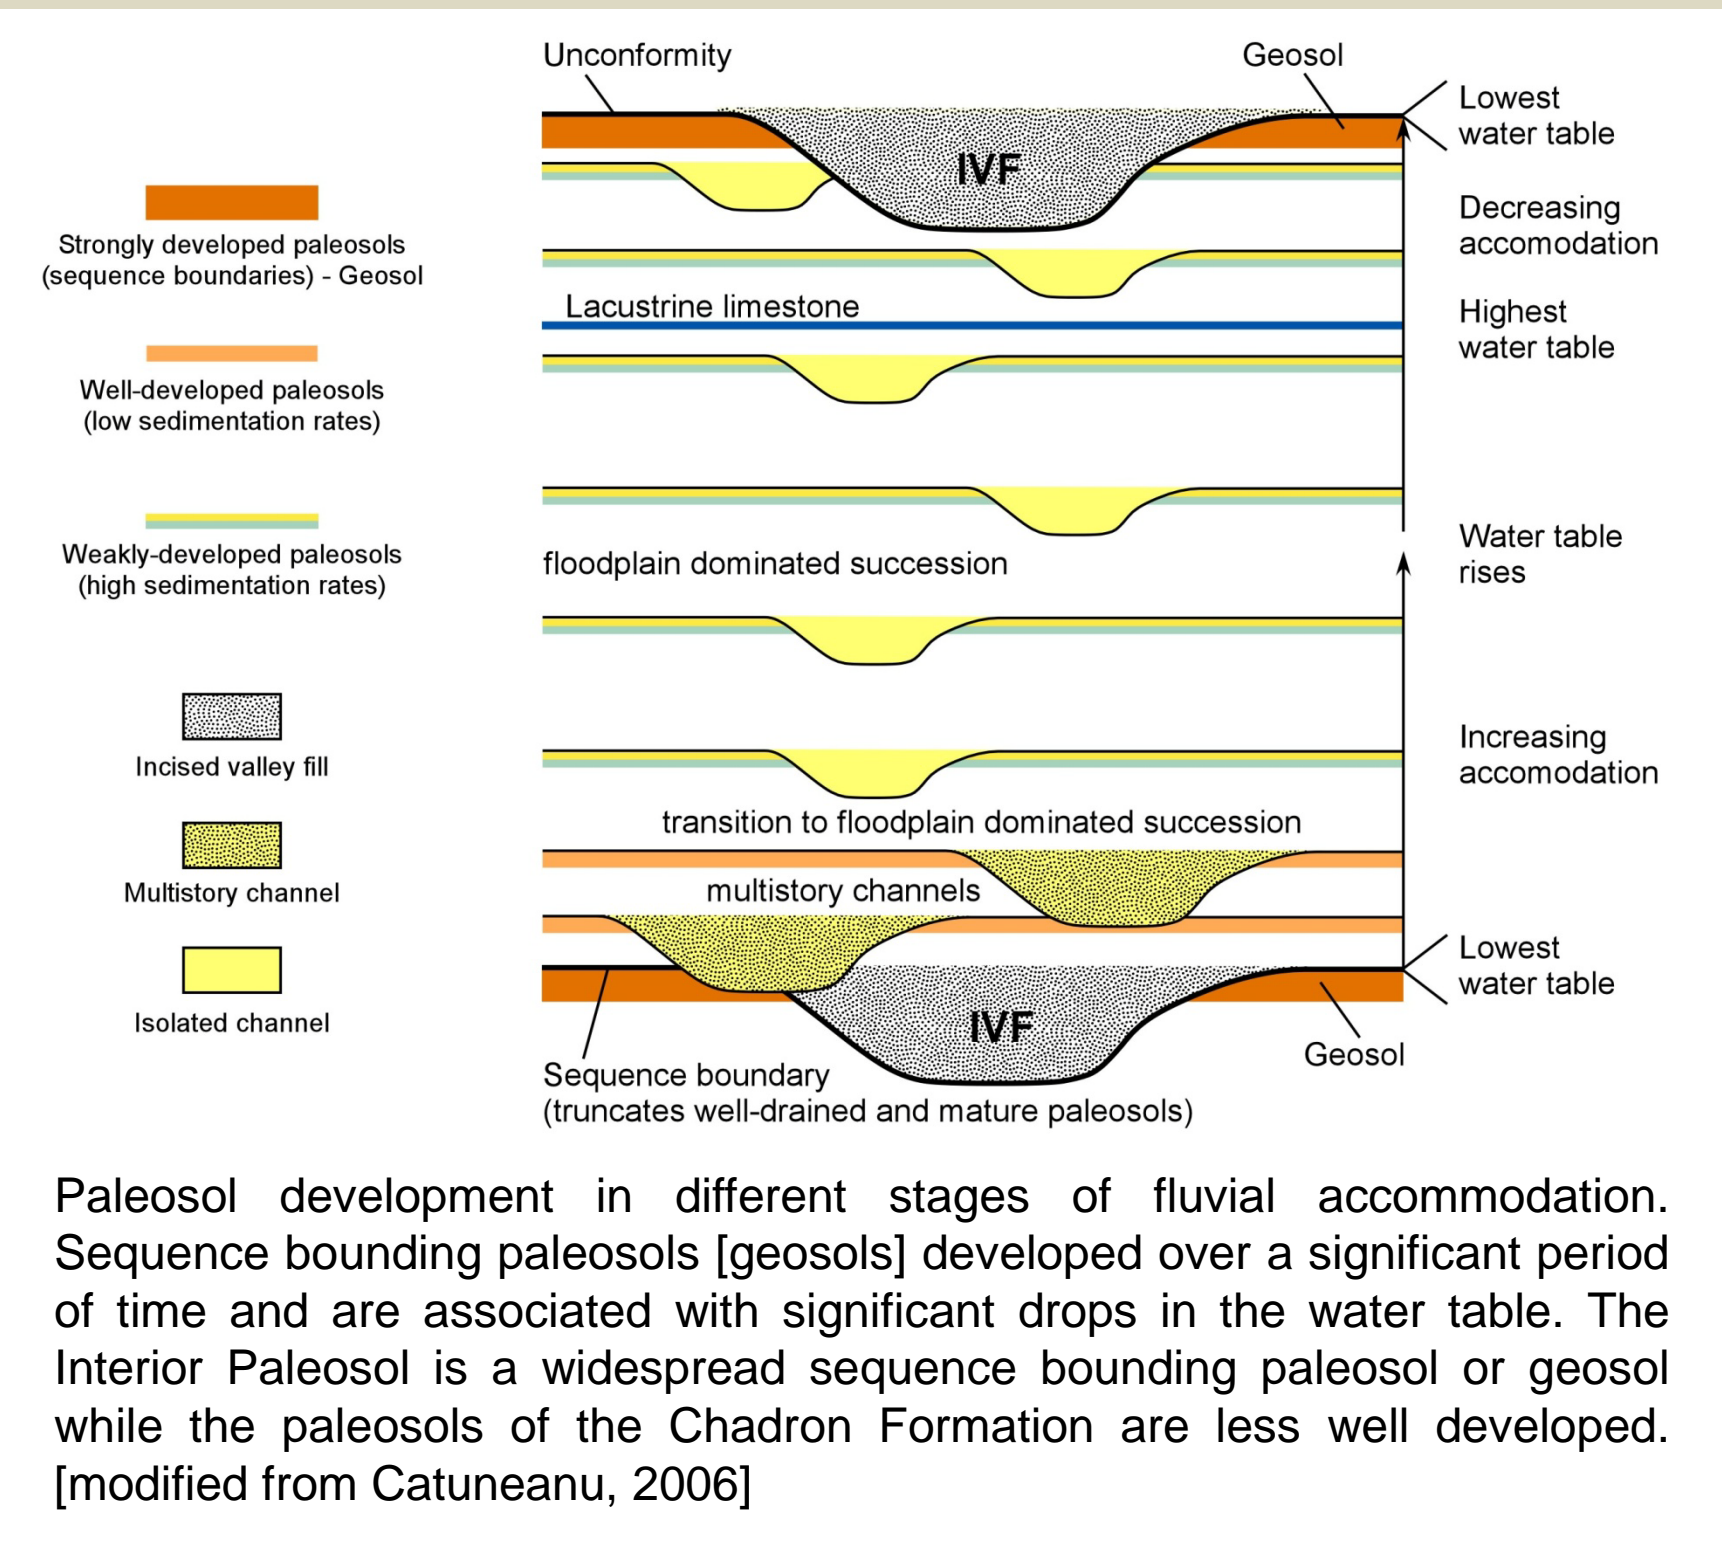 Unconformity
Geosol
Lowest
water table
IVF
Decreasing
accomodation
Strongly developed paleosols
(sequence boundaries) - Geosol
Lacustrine limestone
Highest
water table
Well-developed paleosols
(low sedimentation rates)
Water table
rises
Weakly-developed paleosols
(high sedimentation rates)
floodplain dominated succession
Increasing
accomodation
Incised valley fill
transition to floodplain dominated succession
Multistory channel
multistory channels
Lowest
water table
Isolated channel
IVF
Geosol
Sequence boundary
(truncates well-drained and mature paleosols)
Paleosol development in different stages of fluvial accommodation.
Sequence bounding paleosols [geosols] developed over a significant period
of time and are associated with significant drops in the water table. The
Interior Paleosol is a widespread sequence bounding paleosol or geosol
while the paleosols of the Chadron Formation are less well developed.
[modified from Catuneanu, 2006]